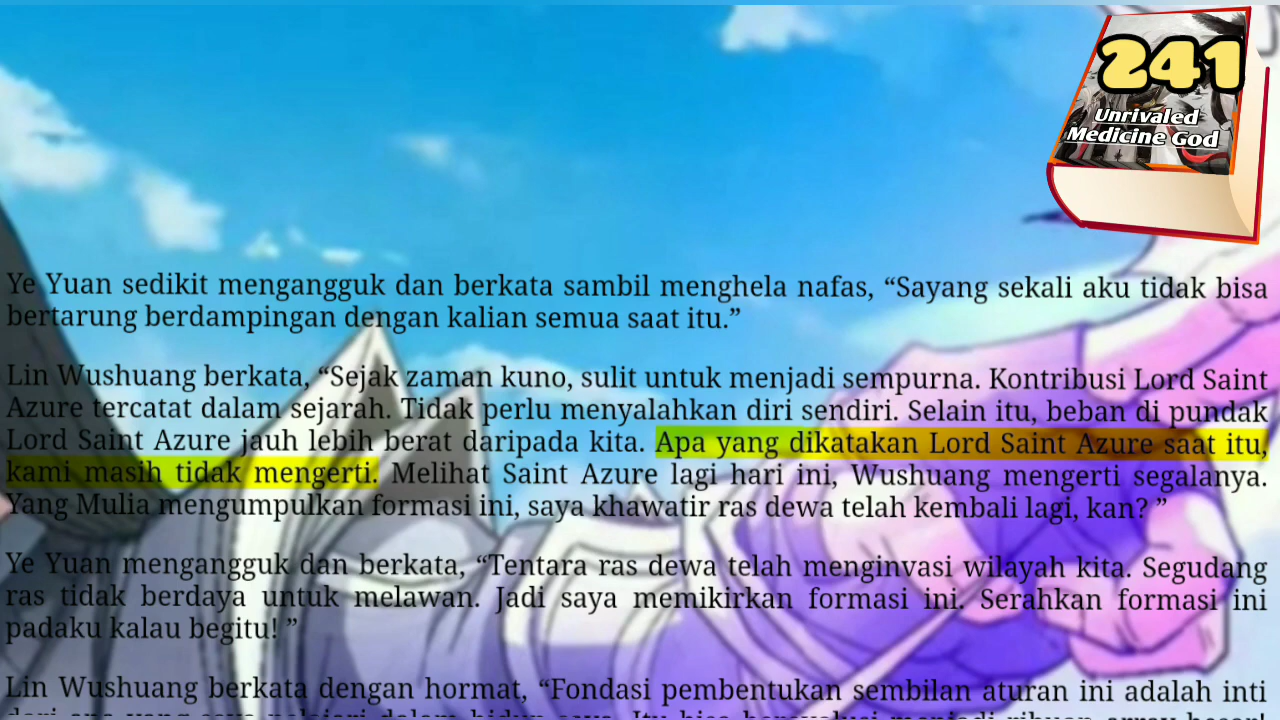 241
Unrivaled
Medicine God
Ye Yuan sedikit mengangguk dan berkata sambil menghela nafas, “Sayang sekali aku tidak bisa
bertarung berdampingan dengan kalian semua saat itu.”
Lin Wushuang berkata, “Sejak zaman kuno, sulit untuk menjadi sempurna. Kontribusi Lord Saint
Azure tercatat dalam sejarah. Tidak perlu menyalahkan diri sendiri. Selain itu, beban di pundak
Lord Saint Azure jauh lebih berat daripada kita. Apa yang dikatakan Lord Saint Azure saat itu,
kami masih tidak mengerti. Melihat Saint Azure lagi hari ini, Wushuang mengerti segalanya.
Yang Mulia mengumpulkan formasi ini, saya khawatir ras dewa telah kembali lagi, kan? ”
Ye Yuan mengangguk dan berkata, “Tentara ras dewa telah menginvasi wilayah kita. Segudang
ras tidak berdaya untuk melawan. Jadi saya memikirkan formasi ini. Serahkan formasi ini
padaku kalau begitu! ”
Lin Wushuang berkata dengan hormat, “Fondasi pembentukan sembilan aturan ini adalah inti